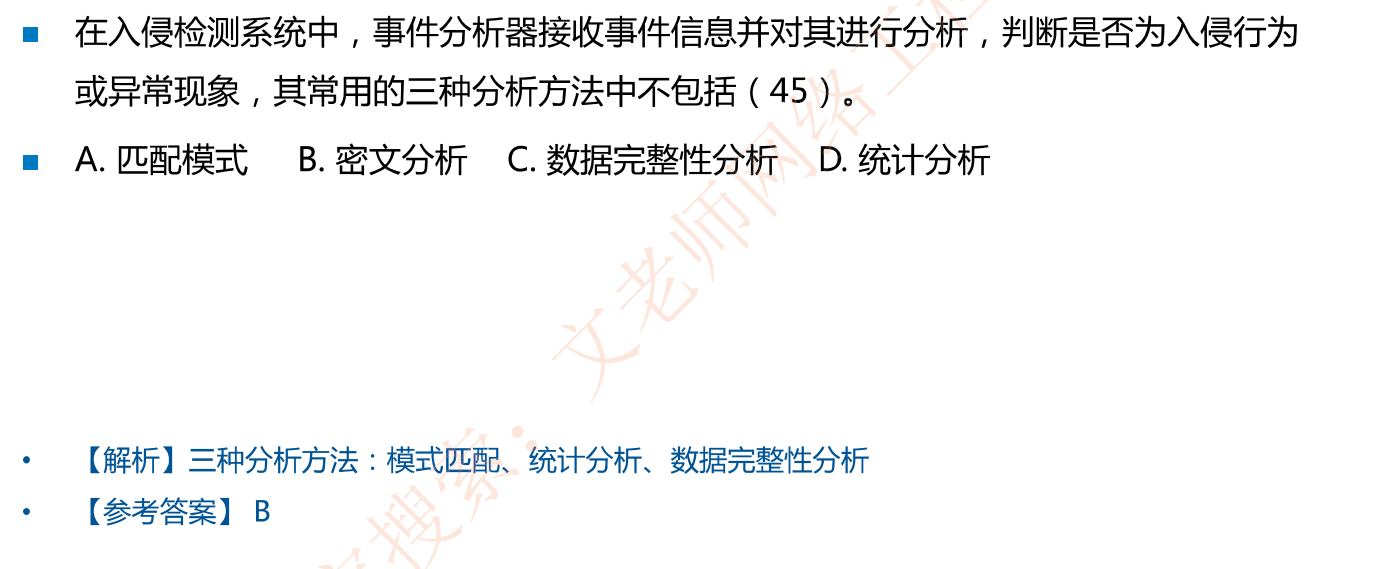 在入侵检测系统中，事件分析器接收事件信息并对其进行分析，判断是否为入侵行为
或异常现象，其常用的三种分析方法中不包括（45）。
A. 匹配模式 B. 密文分析 C. 数据完整性分析 D. 统计分析
【解析】三种分析方法：模式匹配、统计分析、数据完整性分析
【参考答案】 B
搜索：文老师网络工程